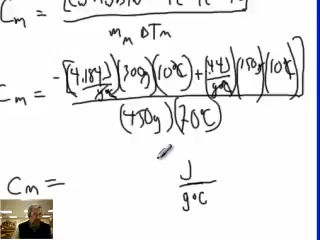 Cm =
mm ΔTm
Cm = -[(4.184 J/g°C)(300g)(10°C) + (.44 J/g°C)(150g)(10°C)]
(450g)(70°C)
Cm = J/g°C